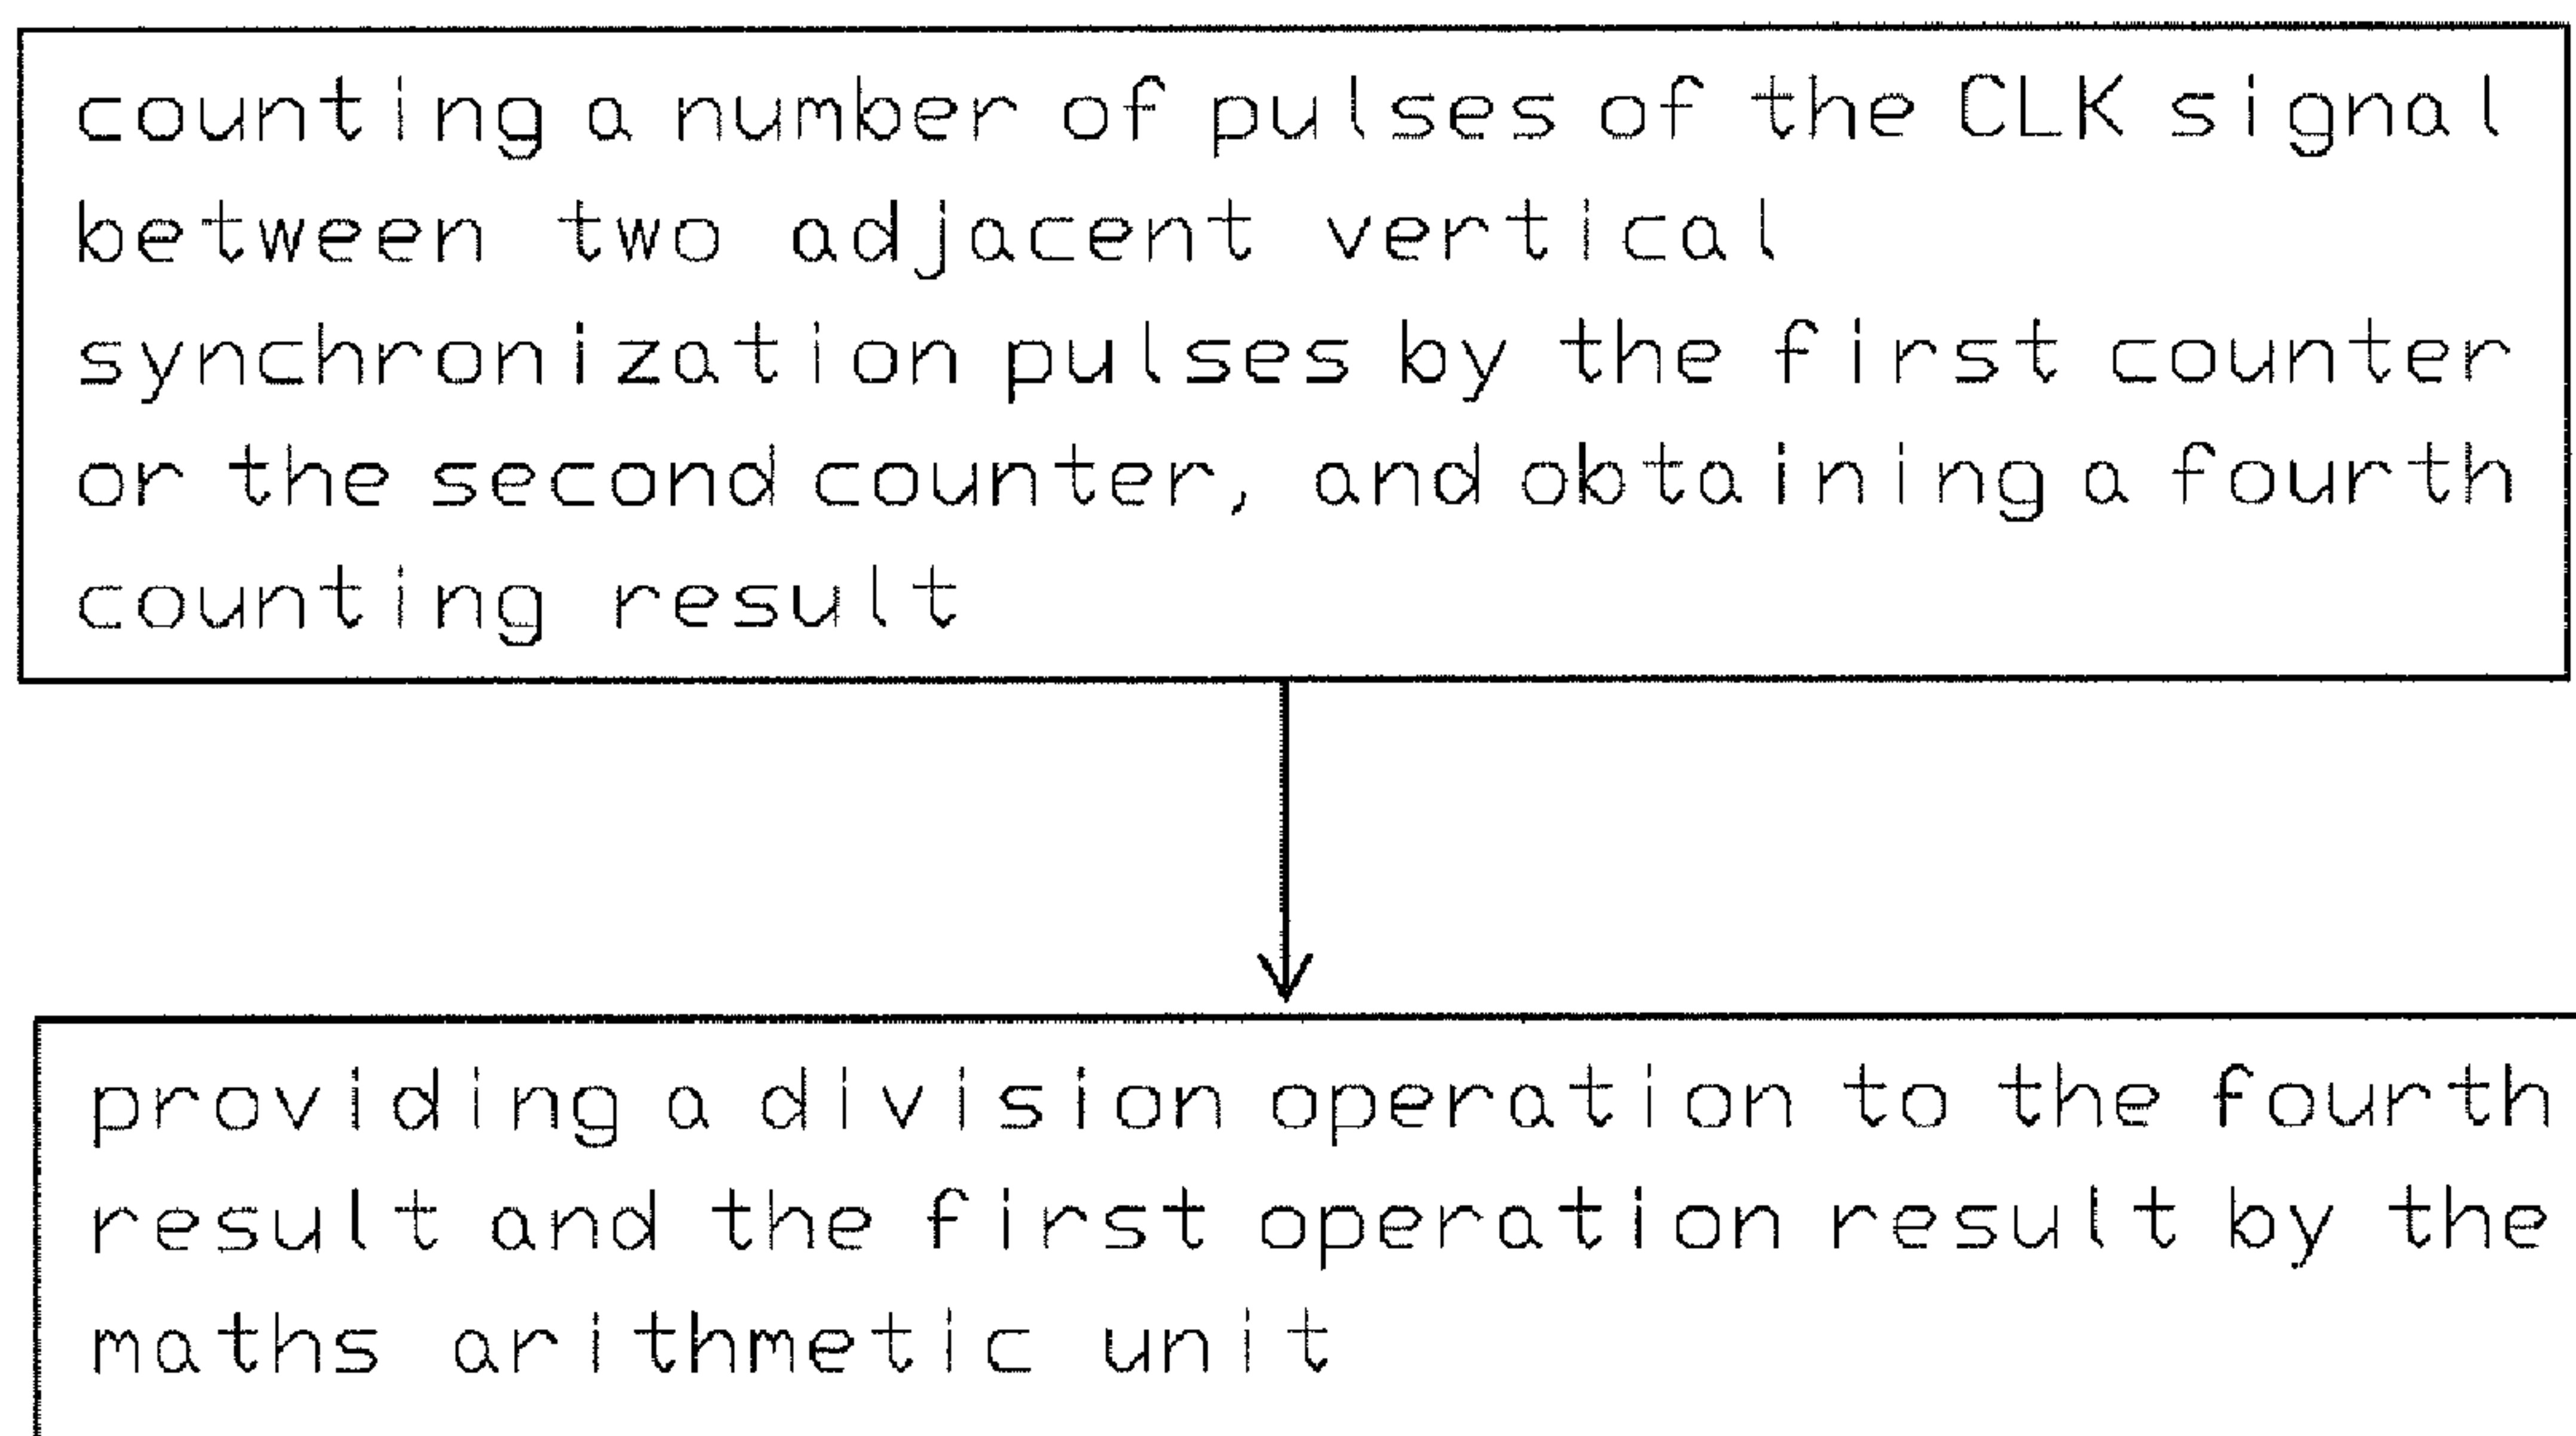 counting a number of pulses of the CLK signal
between two adjacent vertical
synchronization pulses by the first counter
or the second counter, and obtaining a fourth
counting result
providing a division operation to the fourth
result and the first operation result by the
maths arithmetic unit